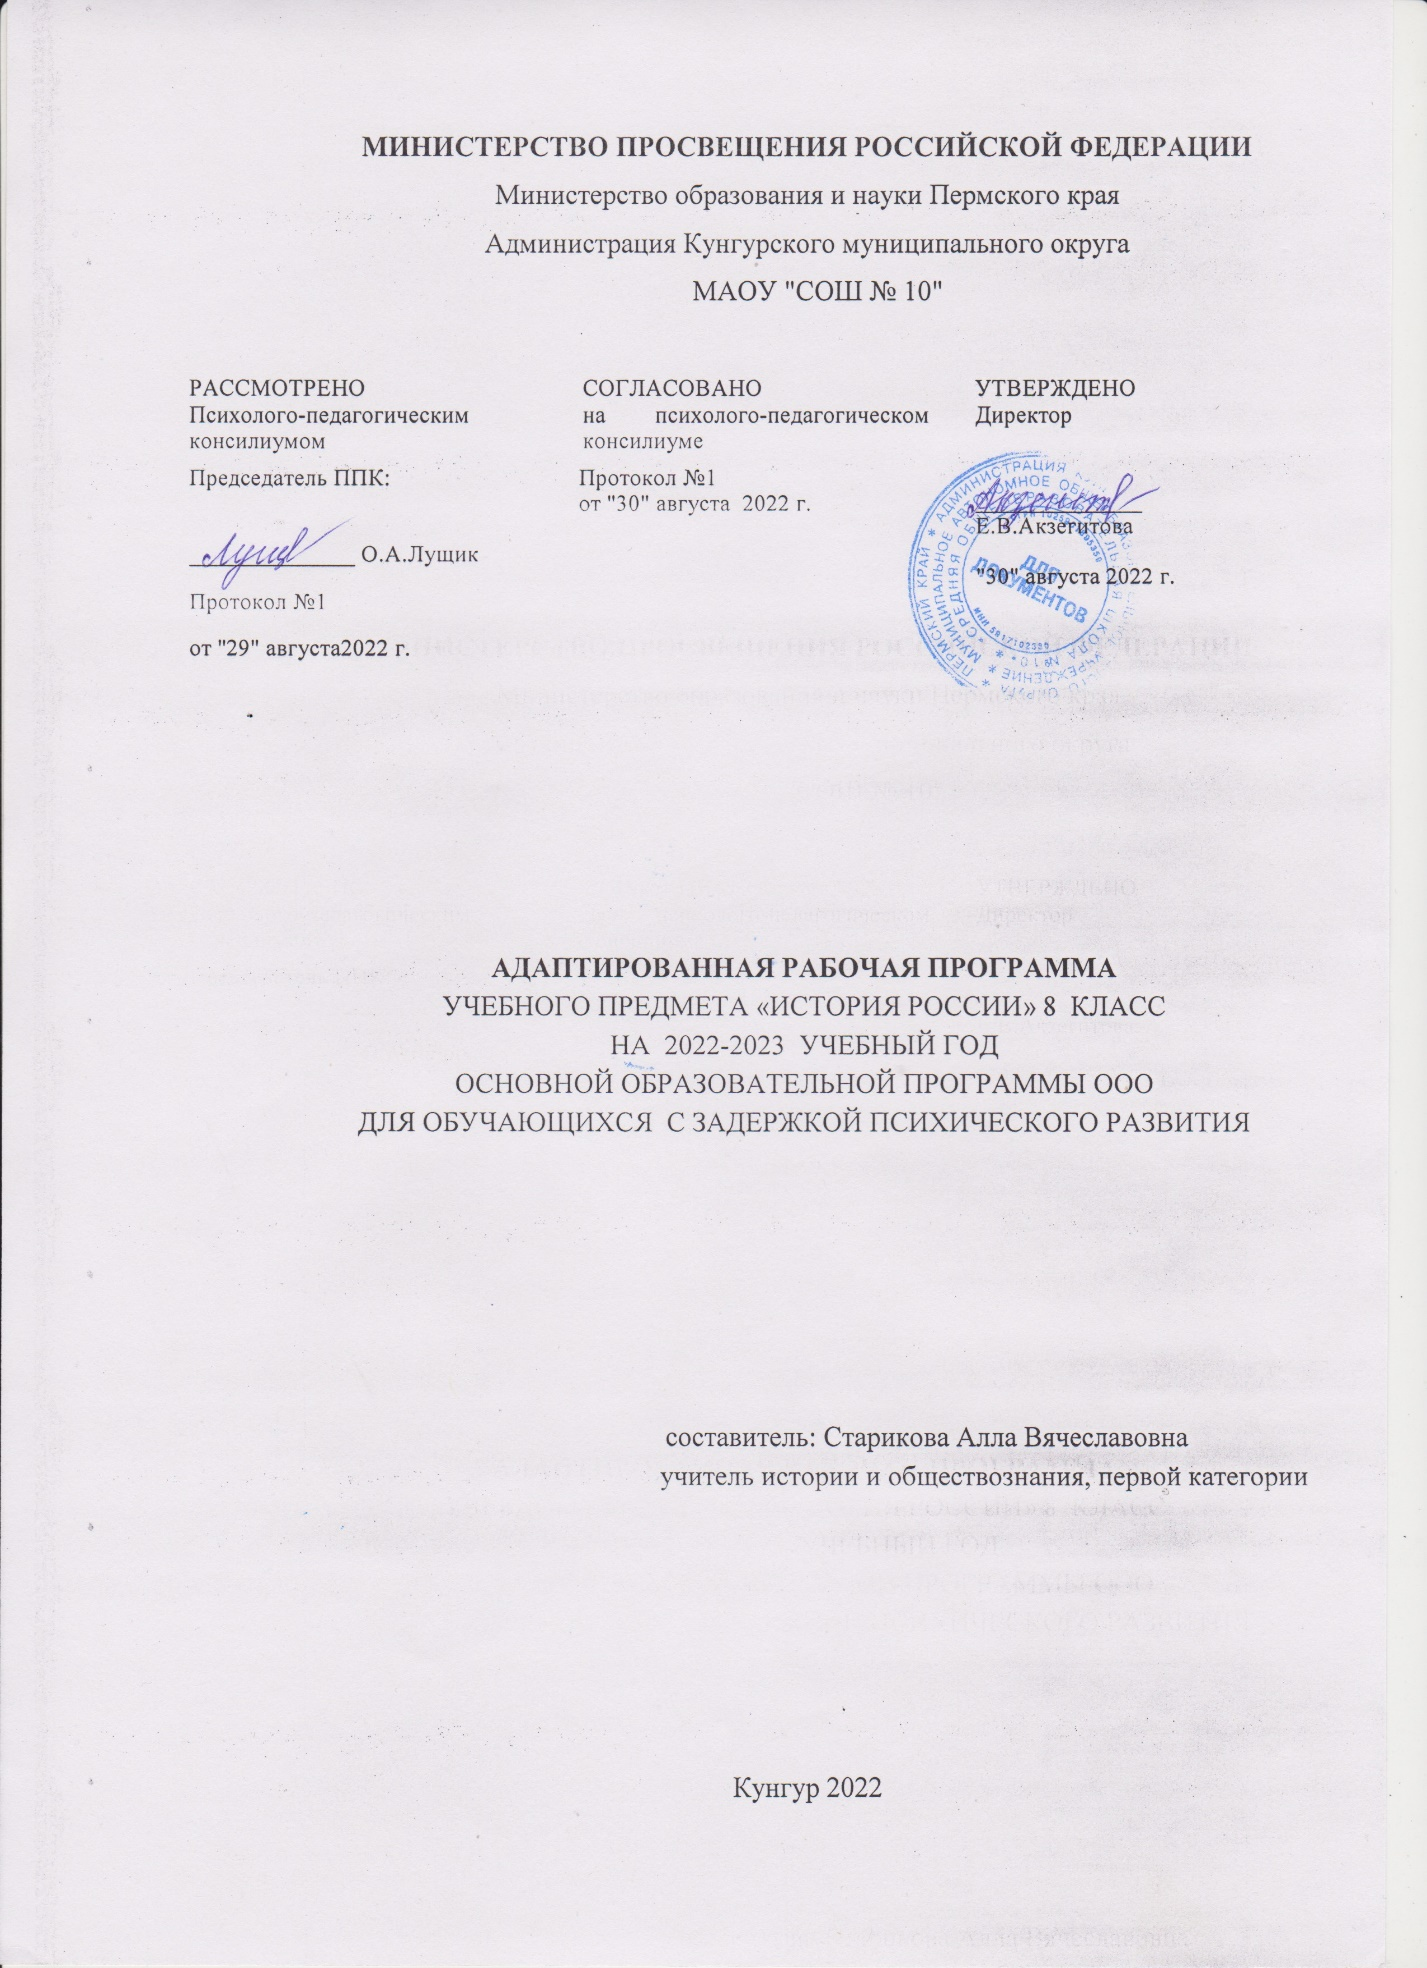 МИНИСТЕРСТВО ПРОСВЕЩЕНИЯ РОССИЙСКОЙ ФЕДЕРАЦИИ
Министерство образования и науки Пермского края
Администрация Кунгурского муниципального округа
МАОУ "СОШ № 10"
РАССМОТРЕНО
Психолого-педагогическим
консилиумом
Председатель ППК:
О.А.Лущик
Протокол №1
от "29" августа2022 г.
СОГЛАСОВАНО
на психолого-педагогическом
консилиуме
Протокол №1
от "30" августа 2022 г.
УТВЕРЖДЕНО
Директор
Е.В.Акзегитова
"30" августа 2022 г.
ДЛЯ
ДОКУМЕНТОВ
АДАПТИРОВАННАЯ РАБОЧАЯ ПРОГРАММА
УЧЕБНОГО ПРЕДМЕТА «ИСТОРИЯ РОССИИ» 8 КЛАСС
НА 2022-2023 УЧЕБНЫЙ ГОД
ОСНОВНОЙ ОБРАЗОВАТЕЛЬНОЙ ПРОГРАММЫ ООО
ДЛЯ ОБУЧАЮЩИХСЯ С ЗАДЕРЖКОЙ ПСИХИЧЕСКОГО РАЗВИТИЯ
составитель: Старикова Алла Вячеславовна
учитель истории и обществознания, первой категории
Кунгур 2022